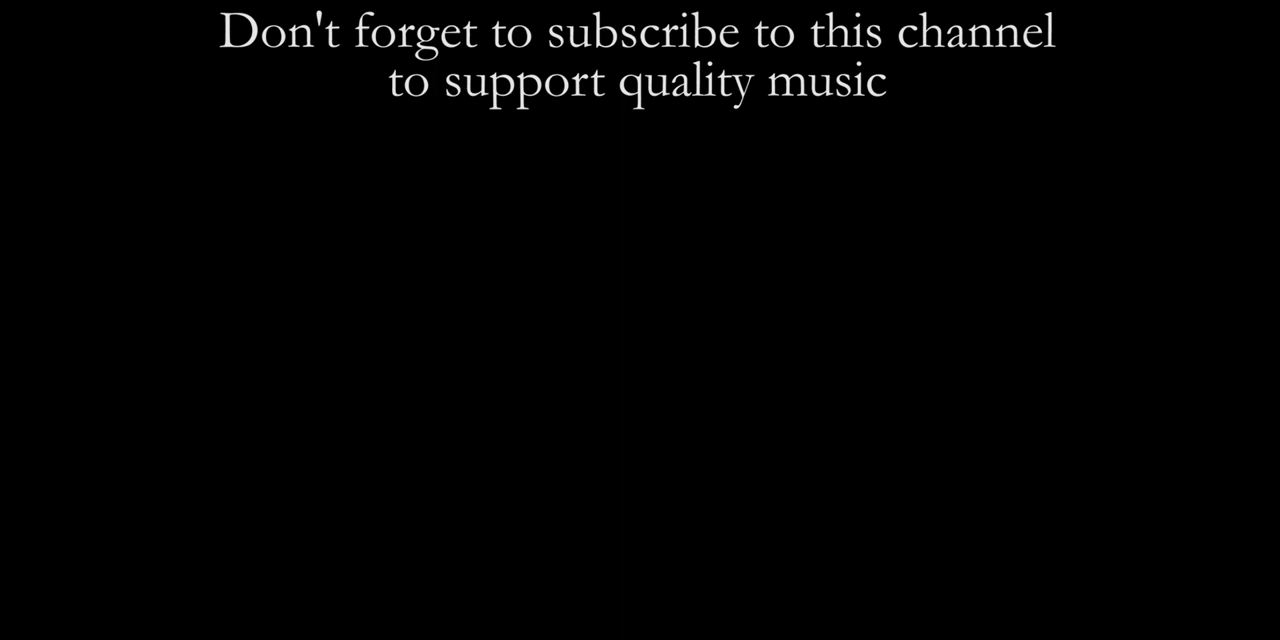 Don't forget to subscribe to this channel
to support quality music